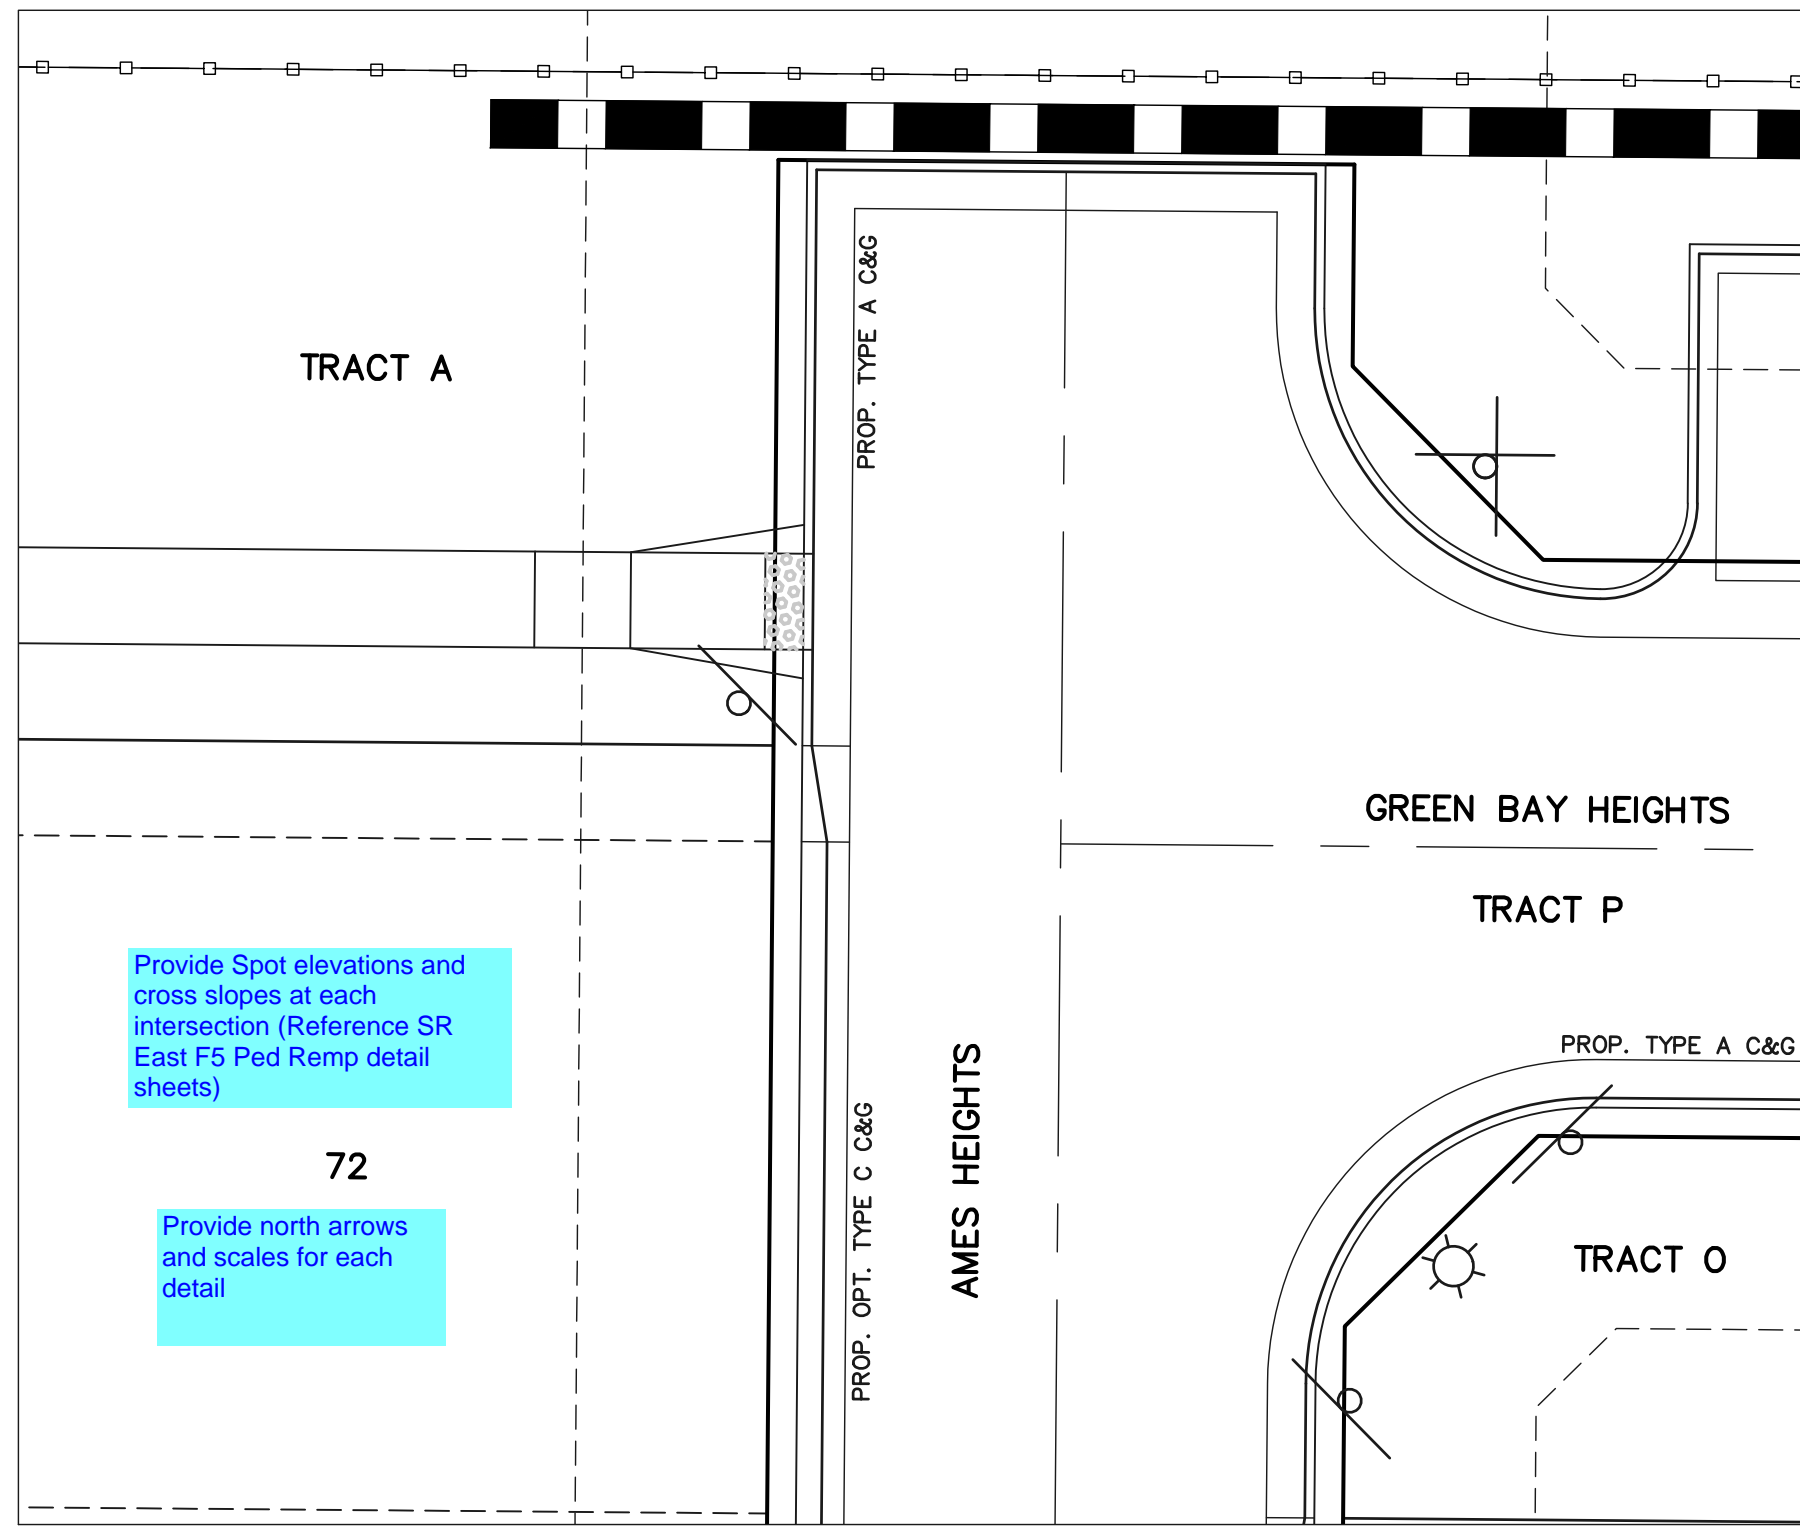 PROP. TYPE A C&G
TRACT A
GREEN BAY HEIGHTS
TRACT P
Provide Spot elevations and
cross slopes at each
intersection (Reference SR
East F5 Ped Remp detail
sheets)
72
Provide north arrows
and scales for each
detail
PROP. OPT. TYPE C C&G
AMES HEIGHTS
PROP. TYPE A C&G
TRACT O